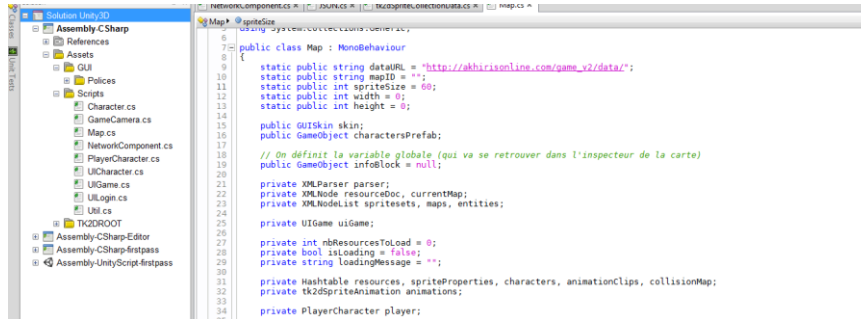 NetworkComponent.cs
JSON.cs
tk2dSpriteCollectionData.cs
Map.cs
Classes
Unit Tests
Solution Unity3D
Assembly-CSharp
References
Assets
GUI
Polices
Scripts
Character.cs
GameCamera.cs
Map.cs
NetworkComponent.cs
PlayerCharacter.cs
UICharacter.cs
UIGame.cs
UILogin.cs
Util.cs
TK2DROOT
Assembly-CSharp-Editor
Assembly-CSharp-firstpass
Assembly-UnityScript-firstpass
Map spriteSize
5 using System.Collections.Generic;
6
7 public class Map : MonoBehaviour
8 {
9 static public string dataURL = "http://akhirisonline.com/game_v2/data/";
10 static public string mapID = "";
11 static public int spriteSize = 60;
12 static public int width = 0;
13 static public int height = 0;
14
15 public GUISkin skin;
16 public GameObject charactersPrefab;
17
18 // On définit la variable globale (qui va se retrouver dans l'inspecteur de la carte)
19 public GameObject infoBlock = null;
20
21 private XMLParser parser;
22 private XMLNode resourceDoc, currentMap;
23 private XMLNodeList spritesets, maps, entities;
24
25 private UIGame uiGame;
26
27 private int nbResourcesToLoad = 0;
28 private bool isLoading = false;
29 private string loadingMessage = "";
30
31 private Hashtable resources, spriteProperties, characters, animationClips, collisionMap;
32 private tk2dSpriteAnimation animations;
33
34 private PlayerCharacter player;